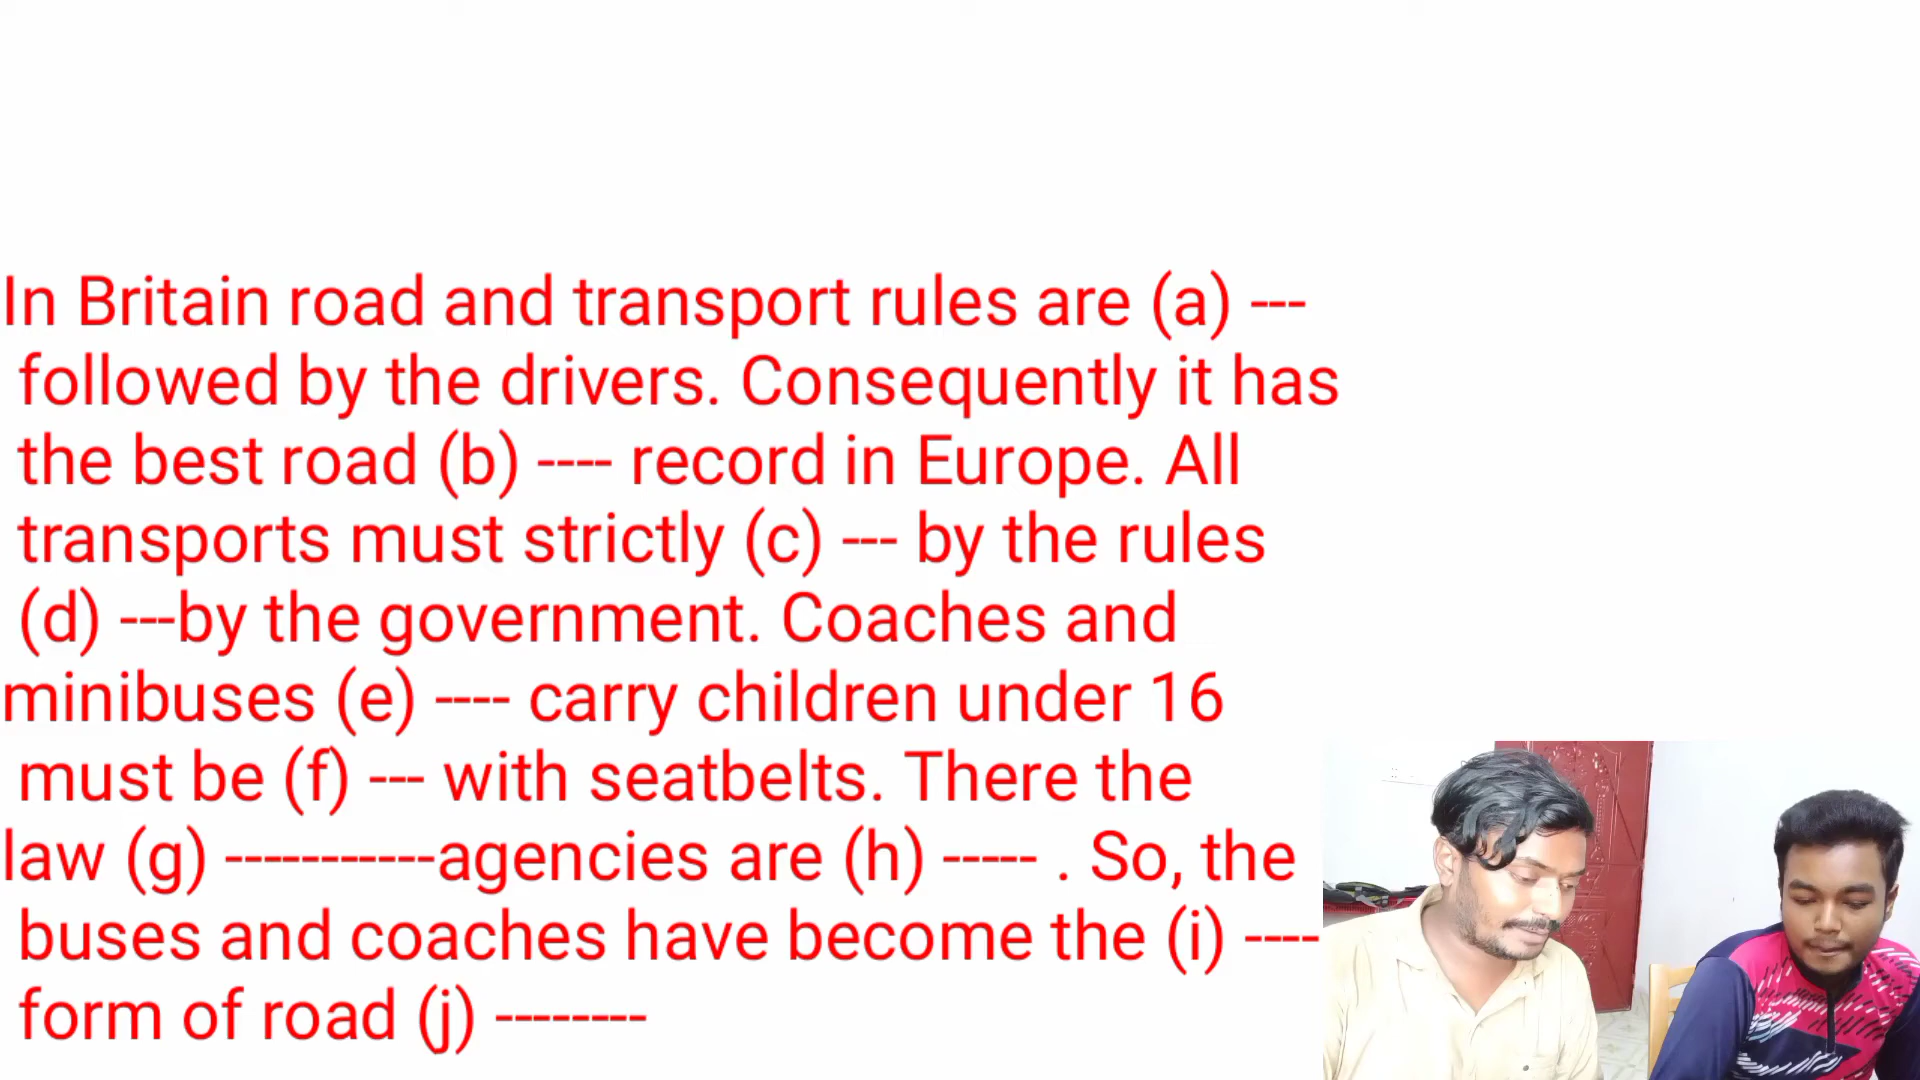 In Britain road and transport rules are (a) ---
followed by the drivers. Consequently it has
the best road (b) ---- record in Europe. All
transports must strictly (c) --- by the rules
(d) ---by the government. Coaches and
minibuses (e) ---- carry children under 16
must be (f) --- with seatbelts. There the
law (g) -----------agencies are (h) ----- . So, the
buses and coaches have become the (i) ----
form of road (j) --------